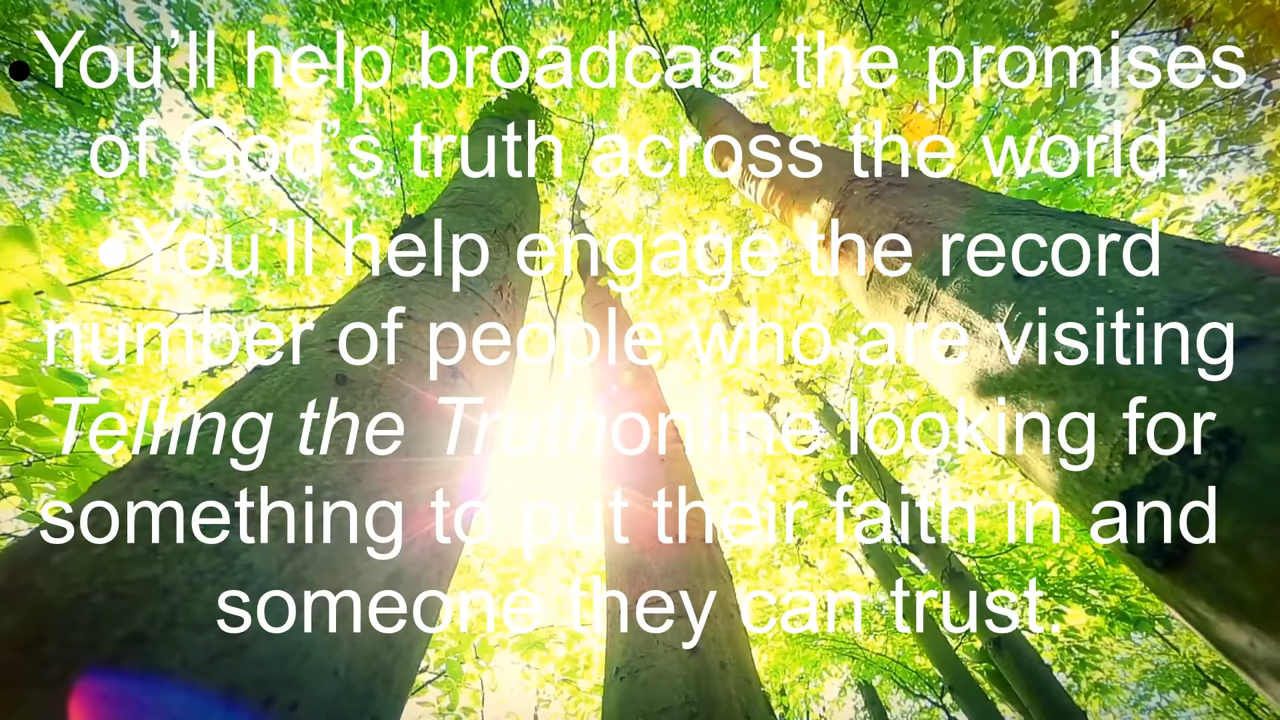 •You’ll help broadcast the promises
of God’s truth across the world.
•You’ll help engage the record
number of people who are visiting
Telling the Truthonline looking for
something to put their faith in and
someone they can trust.